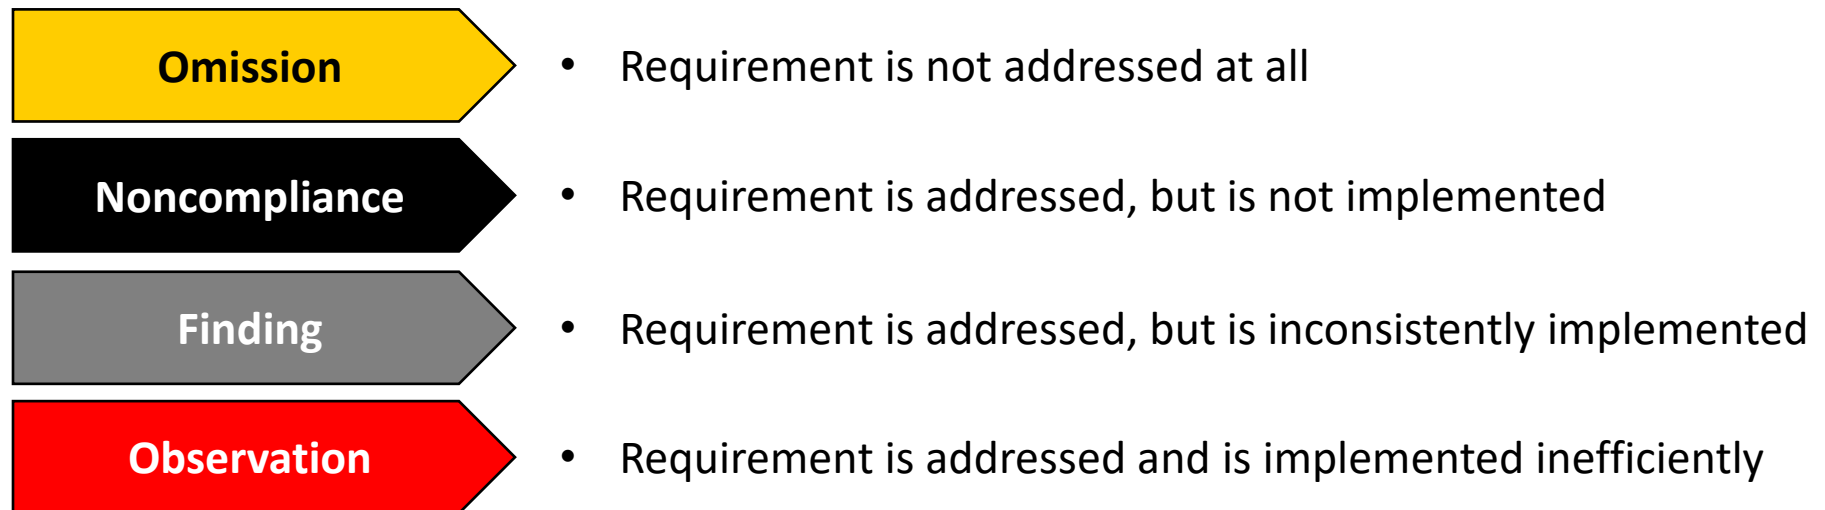 Omission • Requirement is not addressed at all
Noncompliance • Requirement is addressed, but is not implemented
Finding • Requirement is addressed, but is inconsistently implemented
Observation • Requirement is addressed and is implemented inefficiently